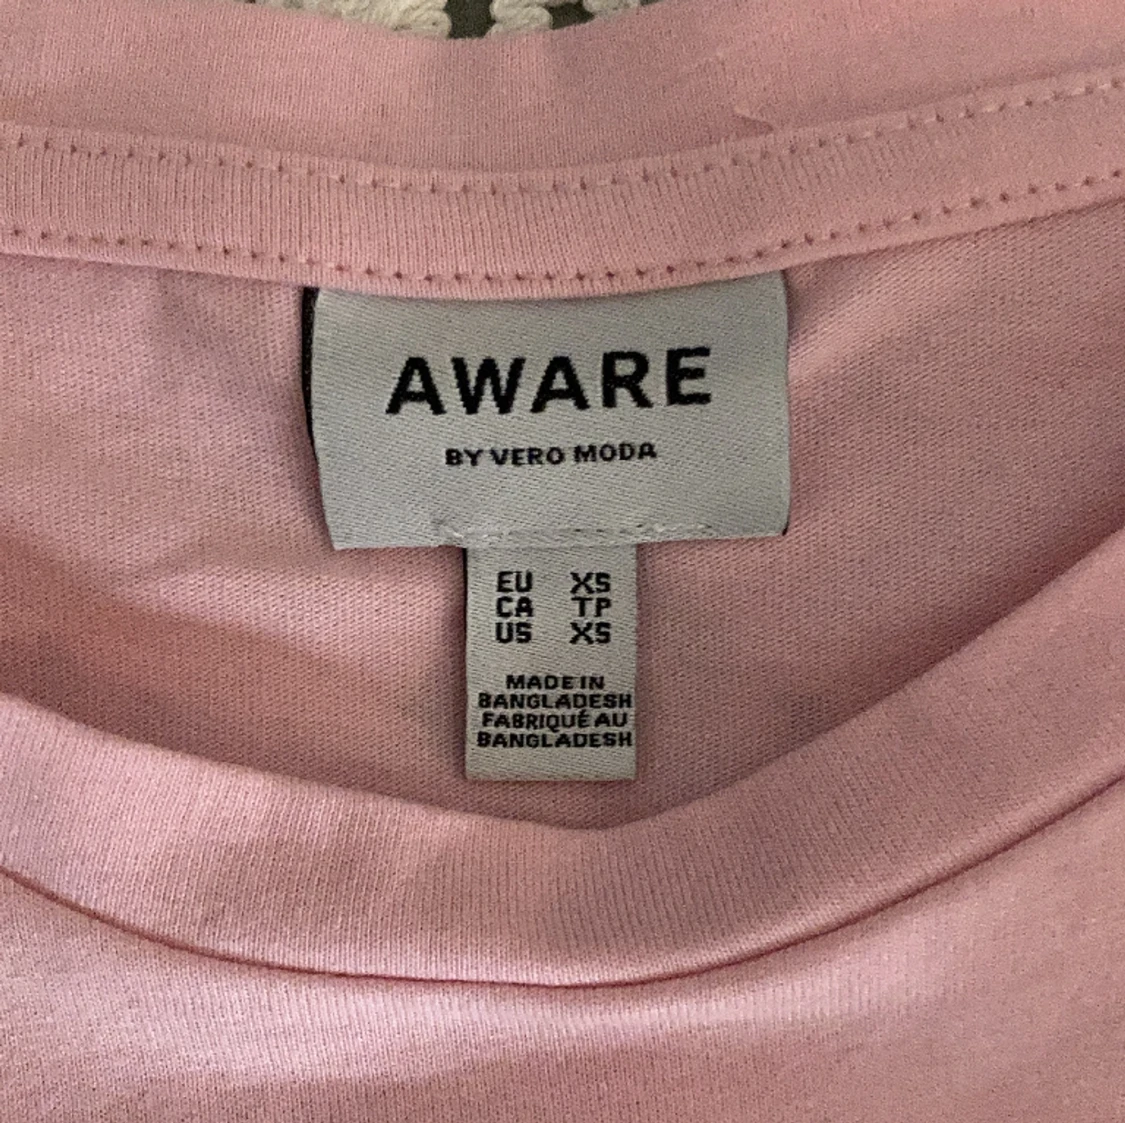 AWARE
BY VERO MODA
EU XS
CA TP
US XS
MADE IN
BANGLADESH
FABRIQUÉ AU
BANGLADESH